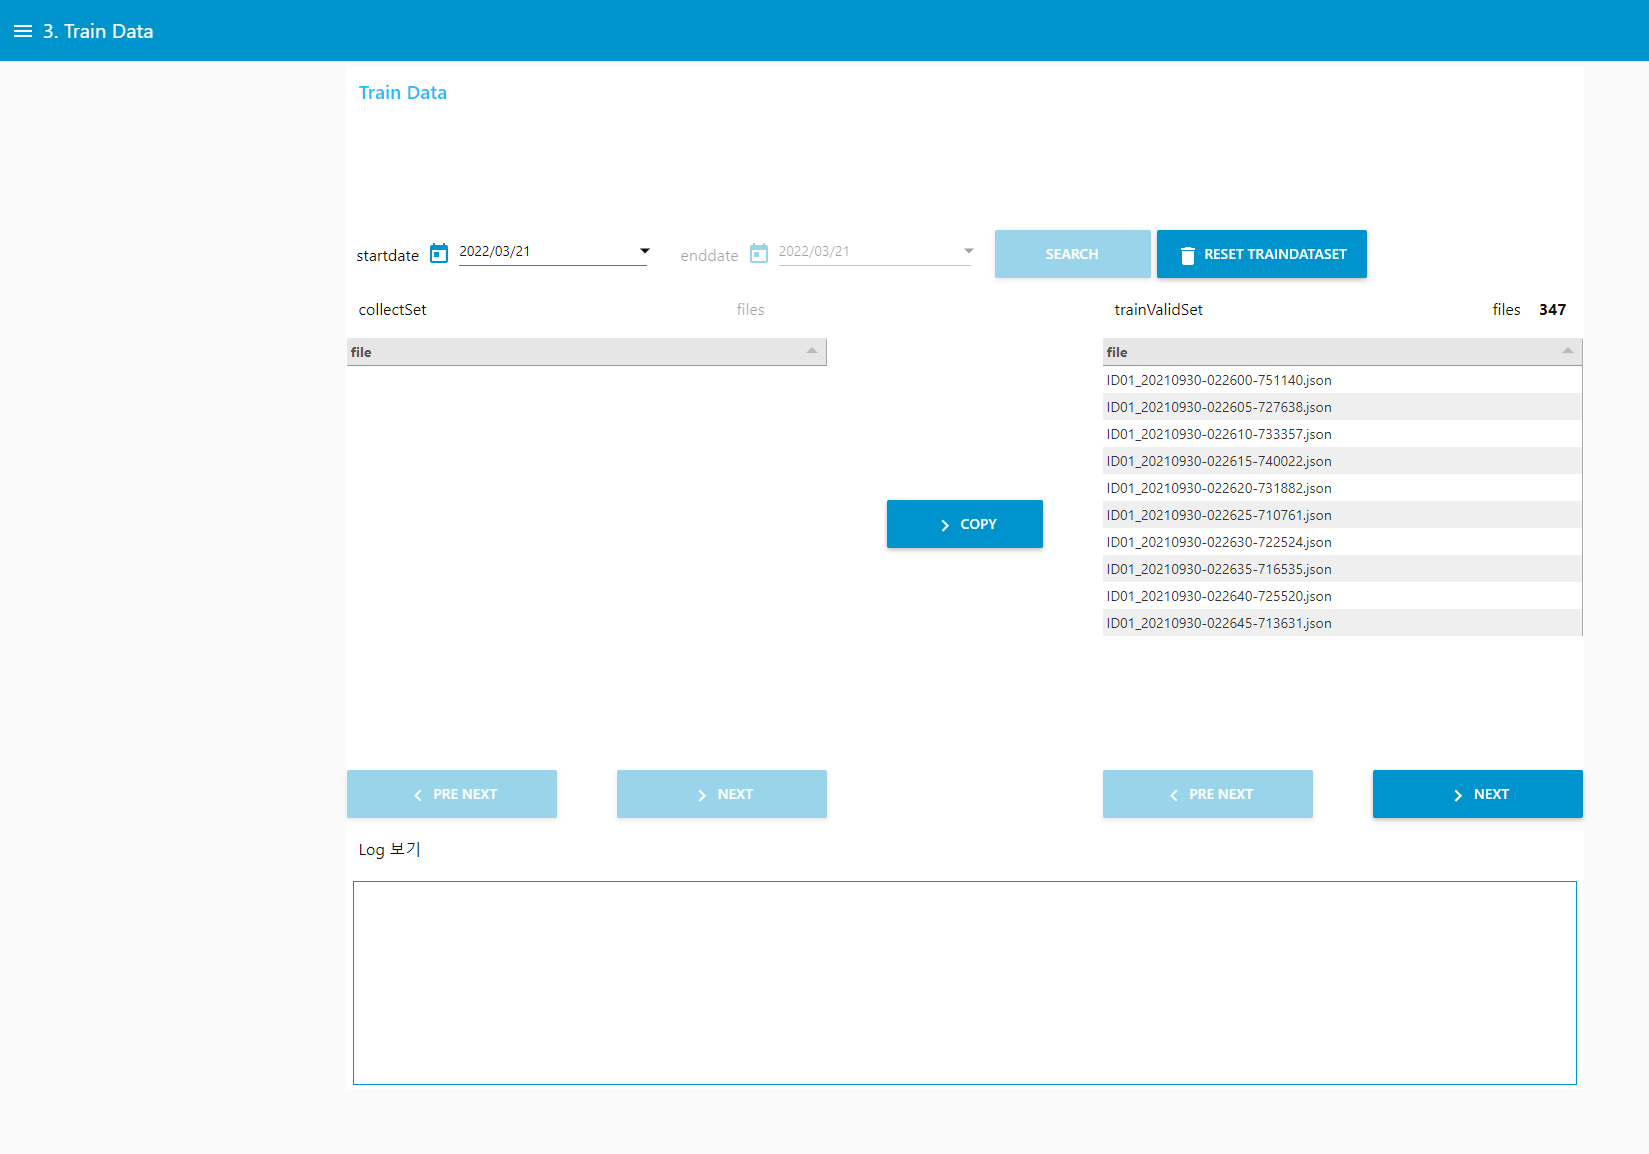 3. Train Data
Train Data
startdate 2022/03/21 enddate 2022/03/21 SEARCH RESET TRAINDATASET
collectSet files trainValidSet files 347
file file
ID01_20210930-022600-751140.json
ID01_20210930-022605-727638.json
ID01_20210930-022610-733357.json
ID01_20210930-022615-740022.json
ID01_20210930-022620-731882.json
ID01_20210930-022625-710761.json
COPY
ID01_20210930-022630-722524.json
ID01_20210930-022635-716535.json
ID01_20210930-022640-725520.json
ID01_20210930-022645-713631.json
PRE NEXT NEXT PRE NEXT NEXT
Log 보기